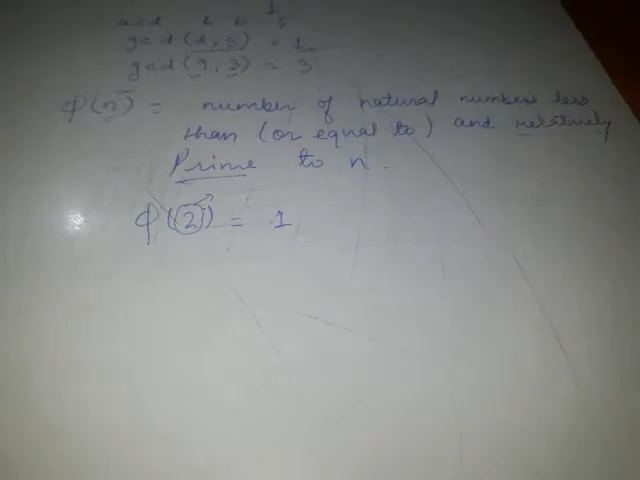 gcd (2, 5) = 1
gcd (9, 3) = 3
φ(n) = number of natural numbers less
than (or equal to) and relatively
Prime to n.
φ(2) = 1